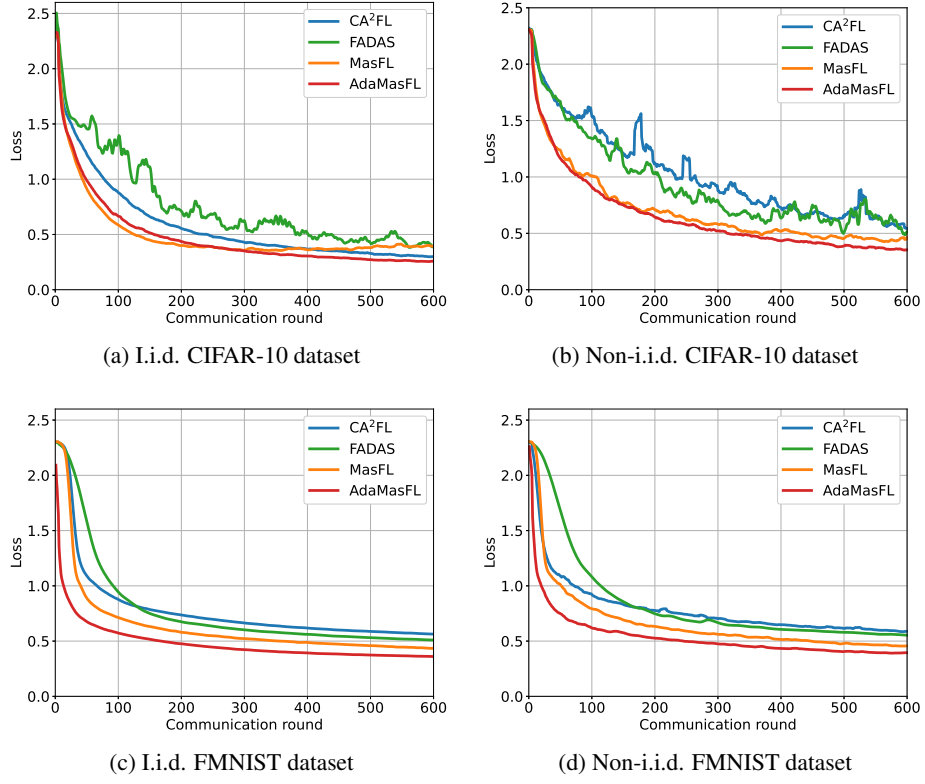 2.5
2.0
1.5
1.0
0.5
0.0
Loss
0 100 200 300 400 500 600
Communication round
CA²FL
FADAS
MasFL
AdaMasFL
(a) I.i.d. CIFAR-10 dataset
2.5
2.0
1.5
1.0
0.5
0.0
Loss
0 100 200 300 400 500 600
Communication round
CA²FL
FADAS
MasFL
AdaMasFL
(b) Non-i.i.d. CIFAR-10 dataset
2.5
2.0
1.5
1.0
0.5
0.0
Loss
0 100 200 300 400 500 600
Communication round
CA²FL
FADAS
MasFL
AdaMasFL
(c) I.i.d. FMNIST dataset
2.5
2.0
1.5
1.0
0.5
0.0
Loss
0 100 200 300 400 500 600
Communication round
CA²FL
FADAS
MasFL
AdaMasFL
(d) Non-i.i.d. FMNIST dataset